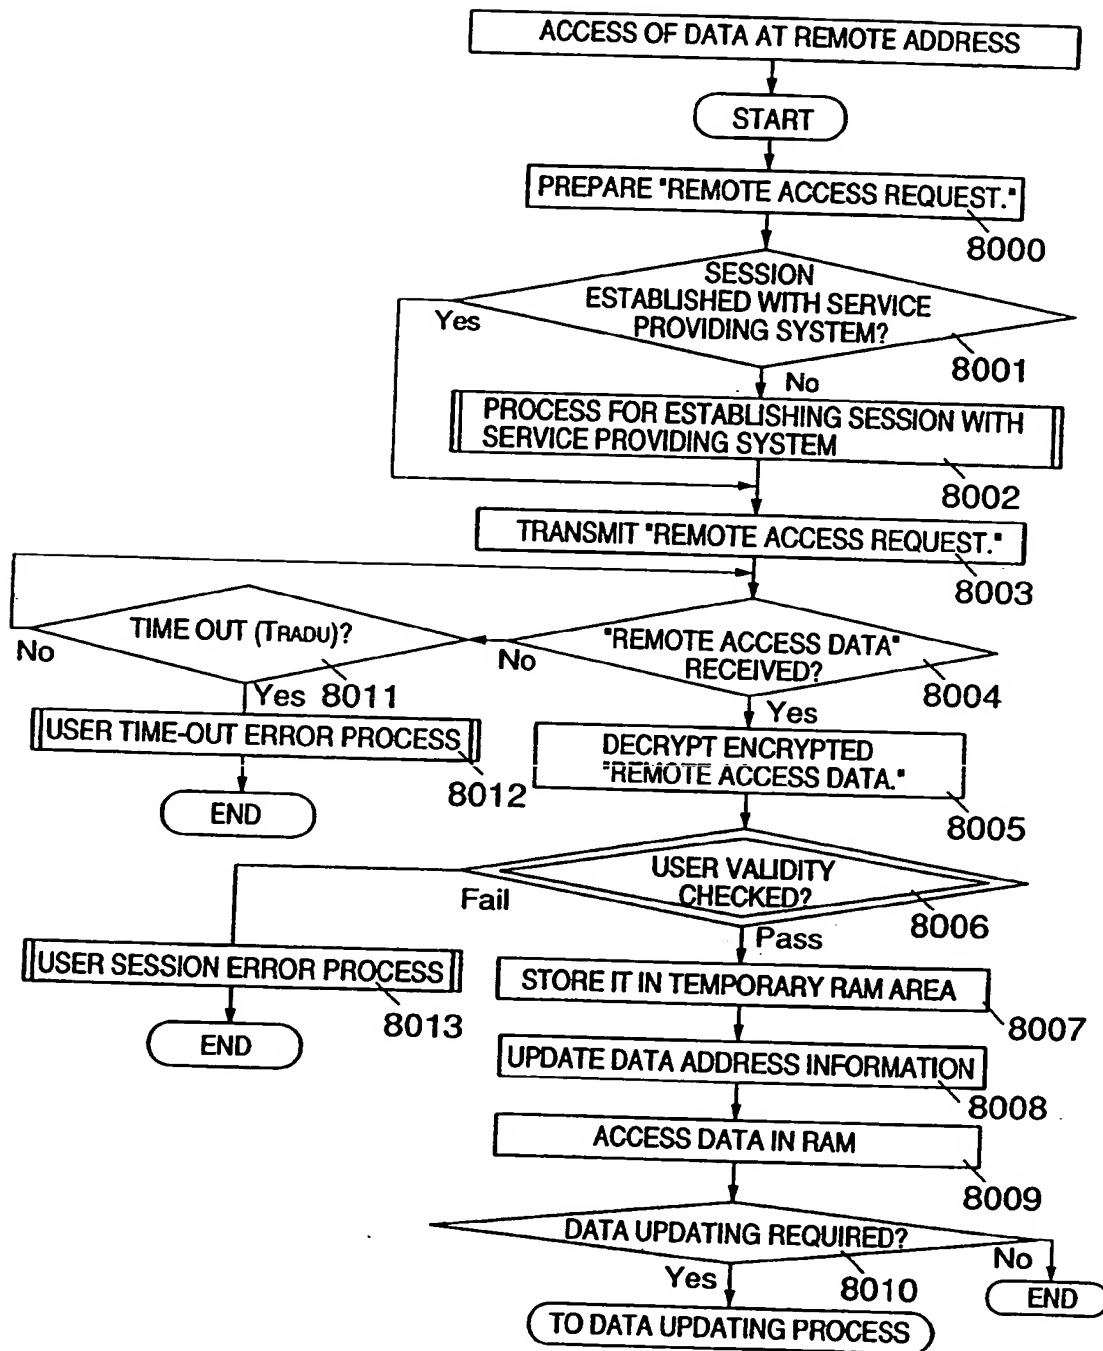 ACCESS OF DATA AT REMOTE ADDRESS
START
PREPARE "REMOTE ACCESS REQUEST."
8000
SESSION
ESTABLISHED WITH SERVICE
PROVIDING SYSTEM?
8001
Yes
No
PROCESS FOR ESTABLISHING SESSION WITH
SERVICE PROVIDING SYSTEM
8002
TRANSMIT "REMOTE ACCESS REQUEST."
8003
"REMOTE ACCESS DATA"
RECEIVED?
8004
No
TIME OUT (TRADU)?
8011
No
Yes
USER TIME-OUT ERROR PROCESS
8012
END
Yes
DECRYPT ENCRYPTED
"REMOTE ACCESS DATA."
8005
USER VALIDITY
CHECKED?
8006
Fail
Pass
USER SESSION ERROR PROCESS
8013
END
STORE IT IN TEMPORARY RAM AREA
8007
UPDATE DATA ADDRESS INFORMATION
8008
ACCESS DATA IN RAM
8009
DATA UPDATING REQUIRED?
8010
No
END
Yes
TO DATA UPDATING PROCESS